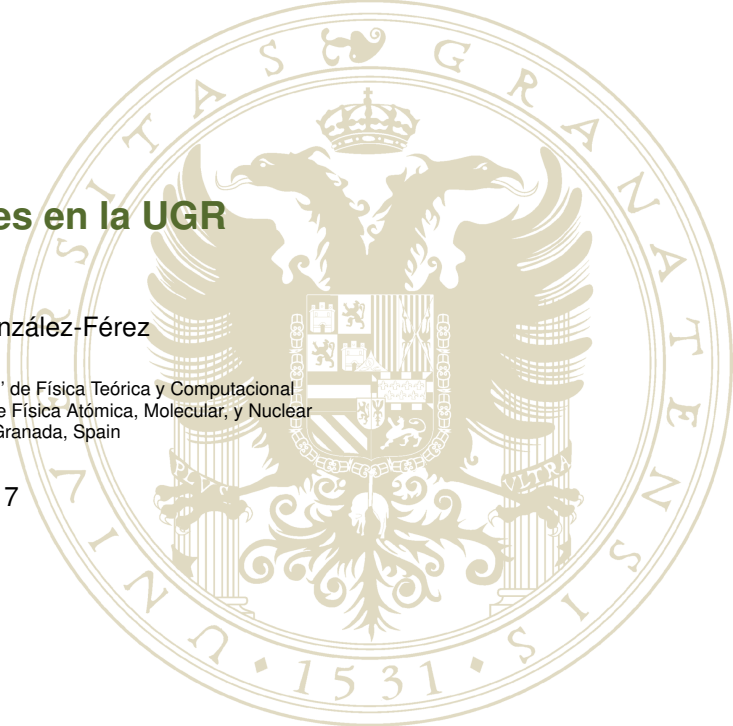 es en la UGR
nzález-Férez
’ de Física Teórica y Computacional
e Física Atómica, Molecular, y Nuclear
Granada, Spain
7
UNIVERSITAS GRANATENSIS
• 1531 •
PLVS
VLTRA